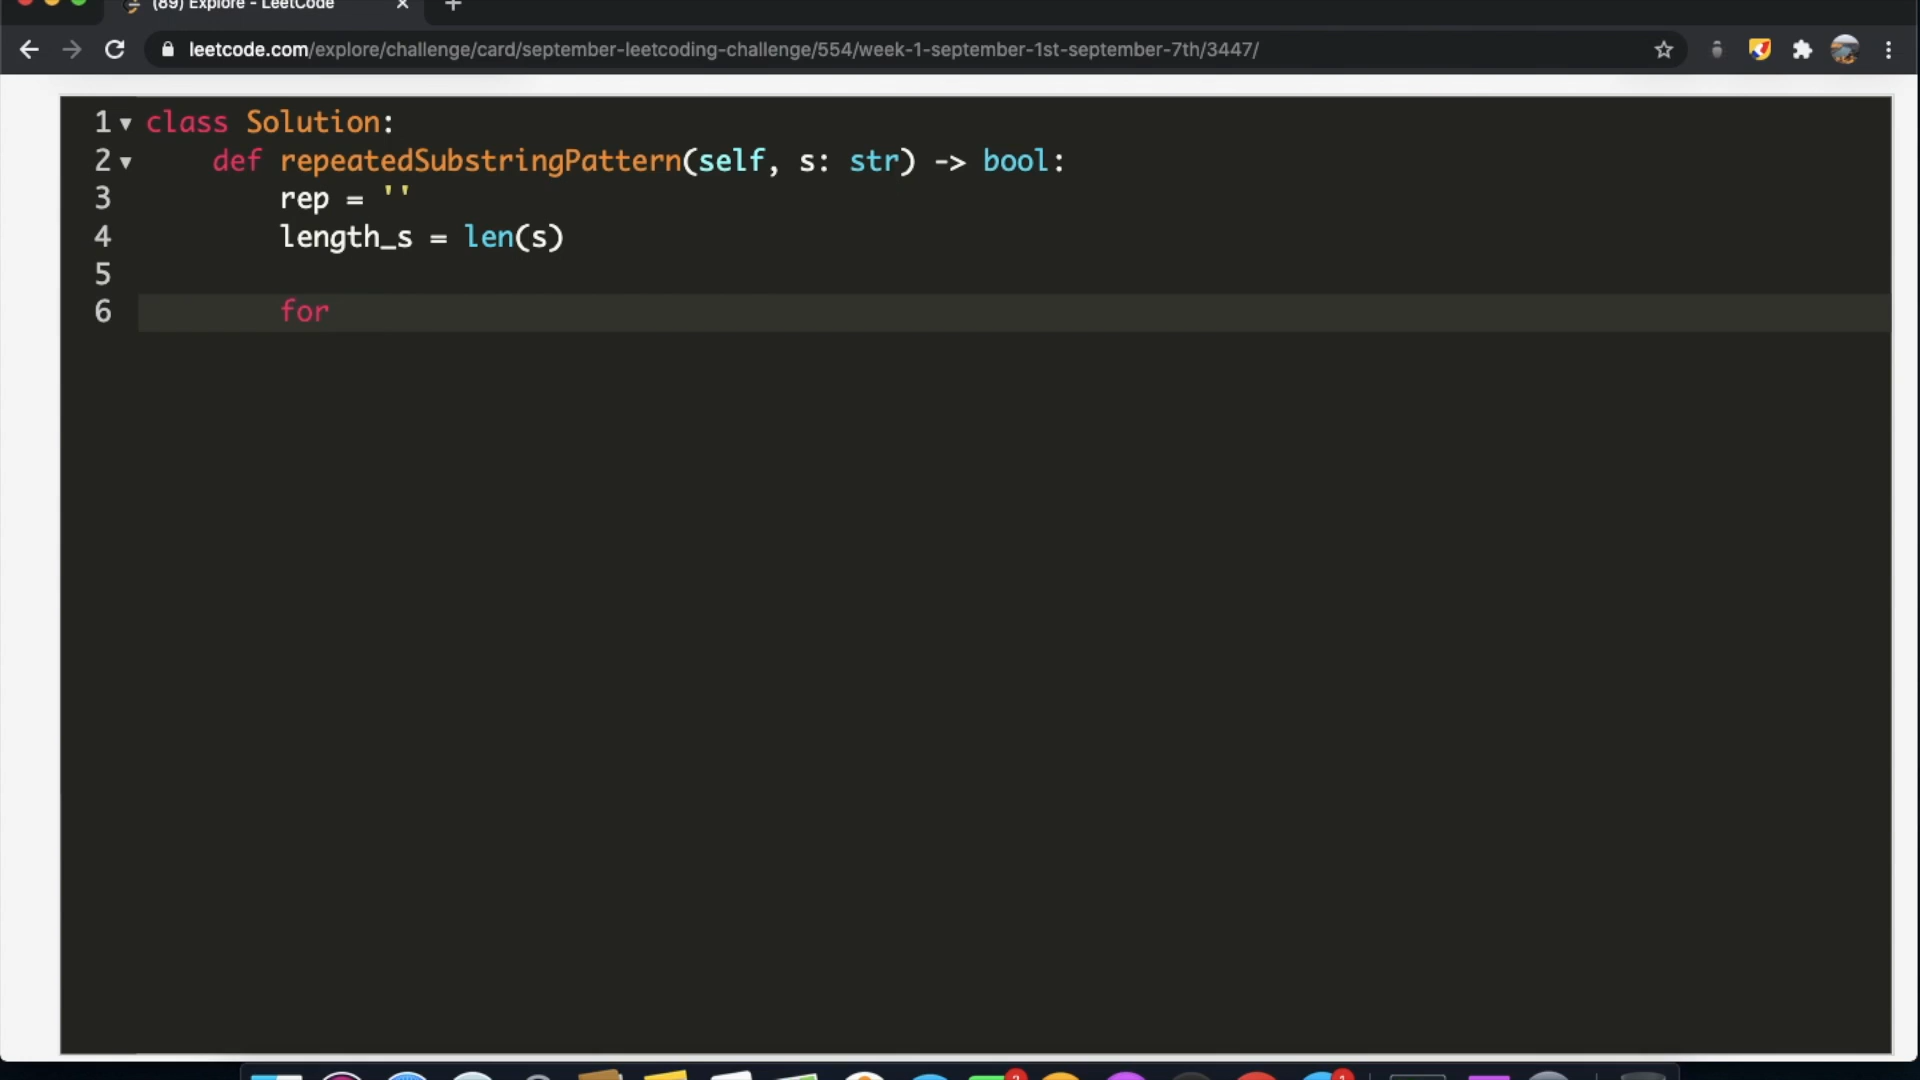 (89) Explore - LeetCode
leetcode.com/explore/challenge/card/september-leetcoding-challenge/554/week-1-september-1st-september-7th/3447/
1 class Solution:
2 def repeatedSubstringPattern(self, s: str) -> bool:
3 rep = ''
4 length_s = len(s)
5
6 for